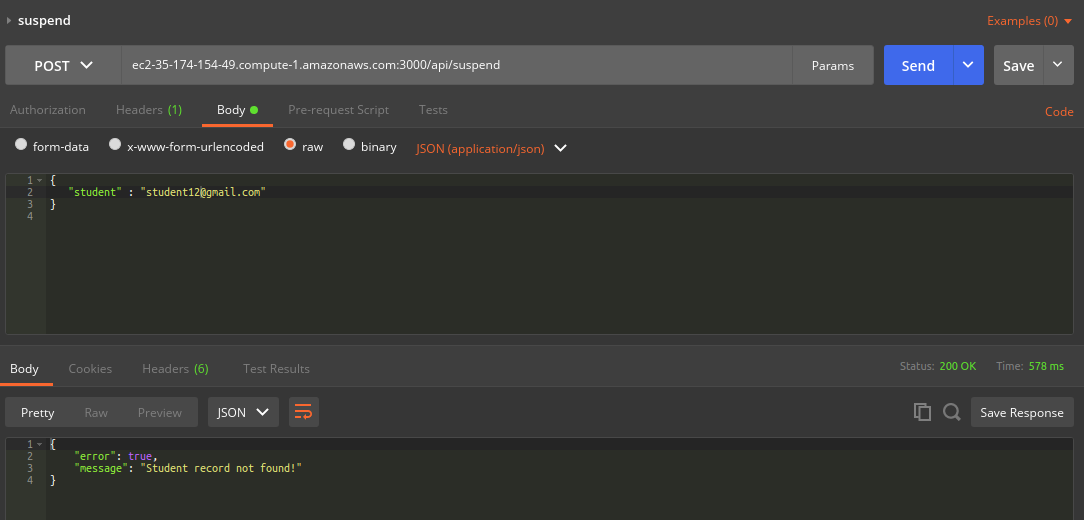 suspend Examples (0)
POST ec2-35-174-154-49.compute-1.amazonaws.com:3000/api/suspend Params Send Save
Authorization Headers (1) Body Pre-request Script Tests Code
form-data x-www-form-urlencoded raw binary JSON (application/json)
1 {
2 "student" : "student12@gmail.com"
3 }
4
Body Cookies Headers (6) Test Results Status: 200 OK Time: 578 ms
Pretty Raw Preview JSON Save Response
1 {
2 "error": true,
3 "message": "Student record not found!"
4 }